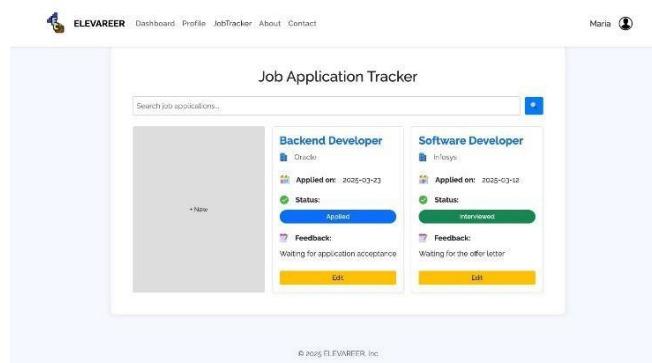 ELEVAREER Dashboard Profile JobTracker About Contact Maria
Job Application Tracker
Search job applications...
+ New
Backend Developer
Oracle
Applied on: 2025-03-23
Status:
Applied
Feedback:
Waiting for application acceptance
Edit
Software Developer
Infosys
Applied on: 2025-03-12
Status:
Interviewed
Feedback:
Waiting for the offer letter
Edit
© 2025 ELEVAREER, Inc